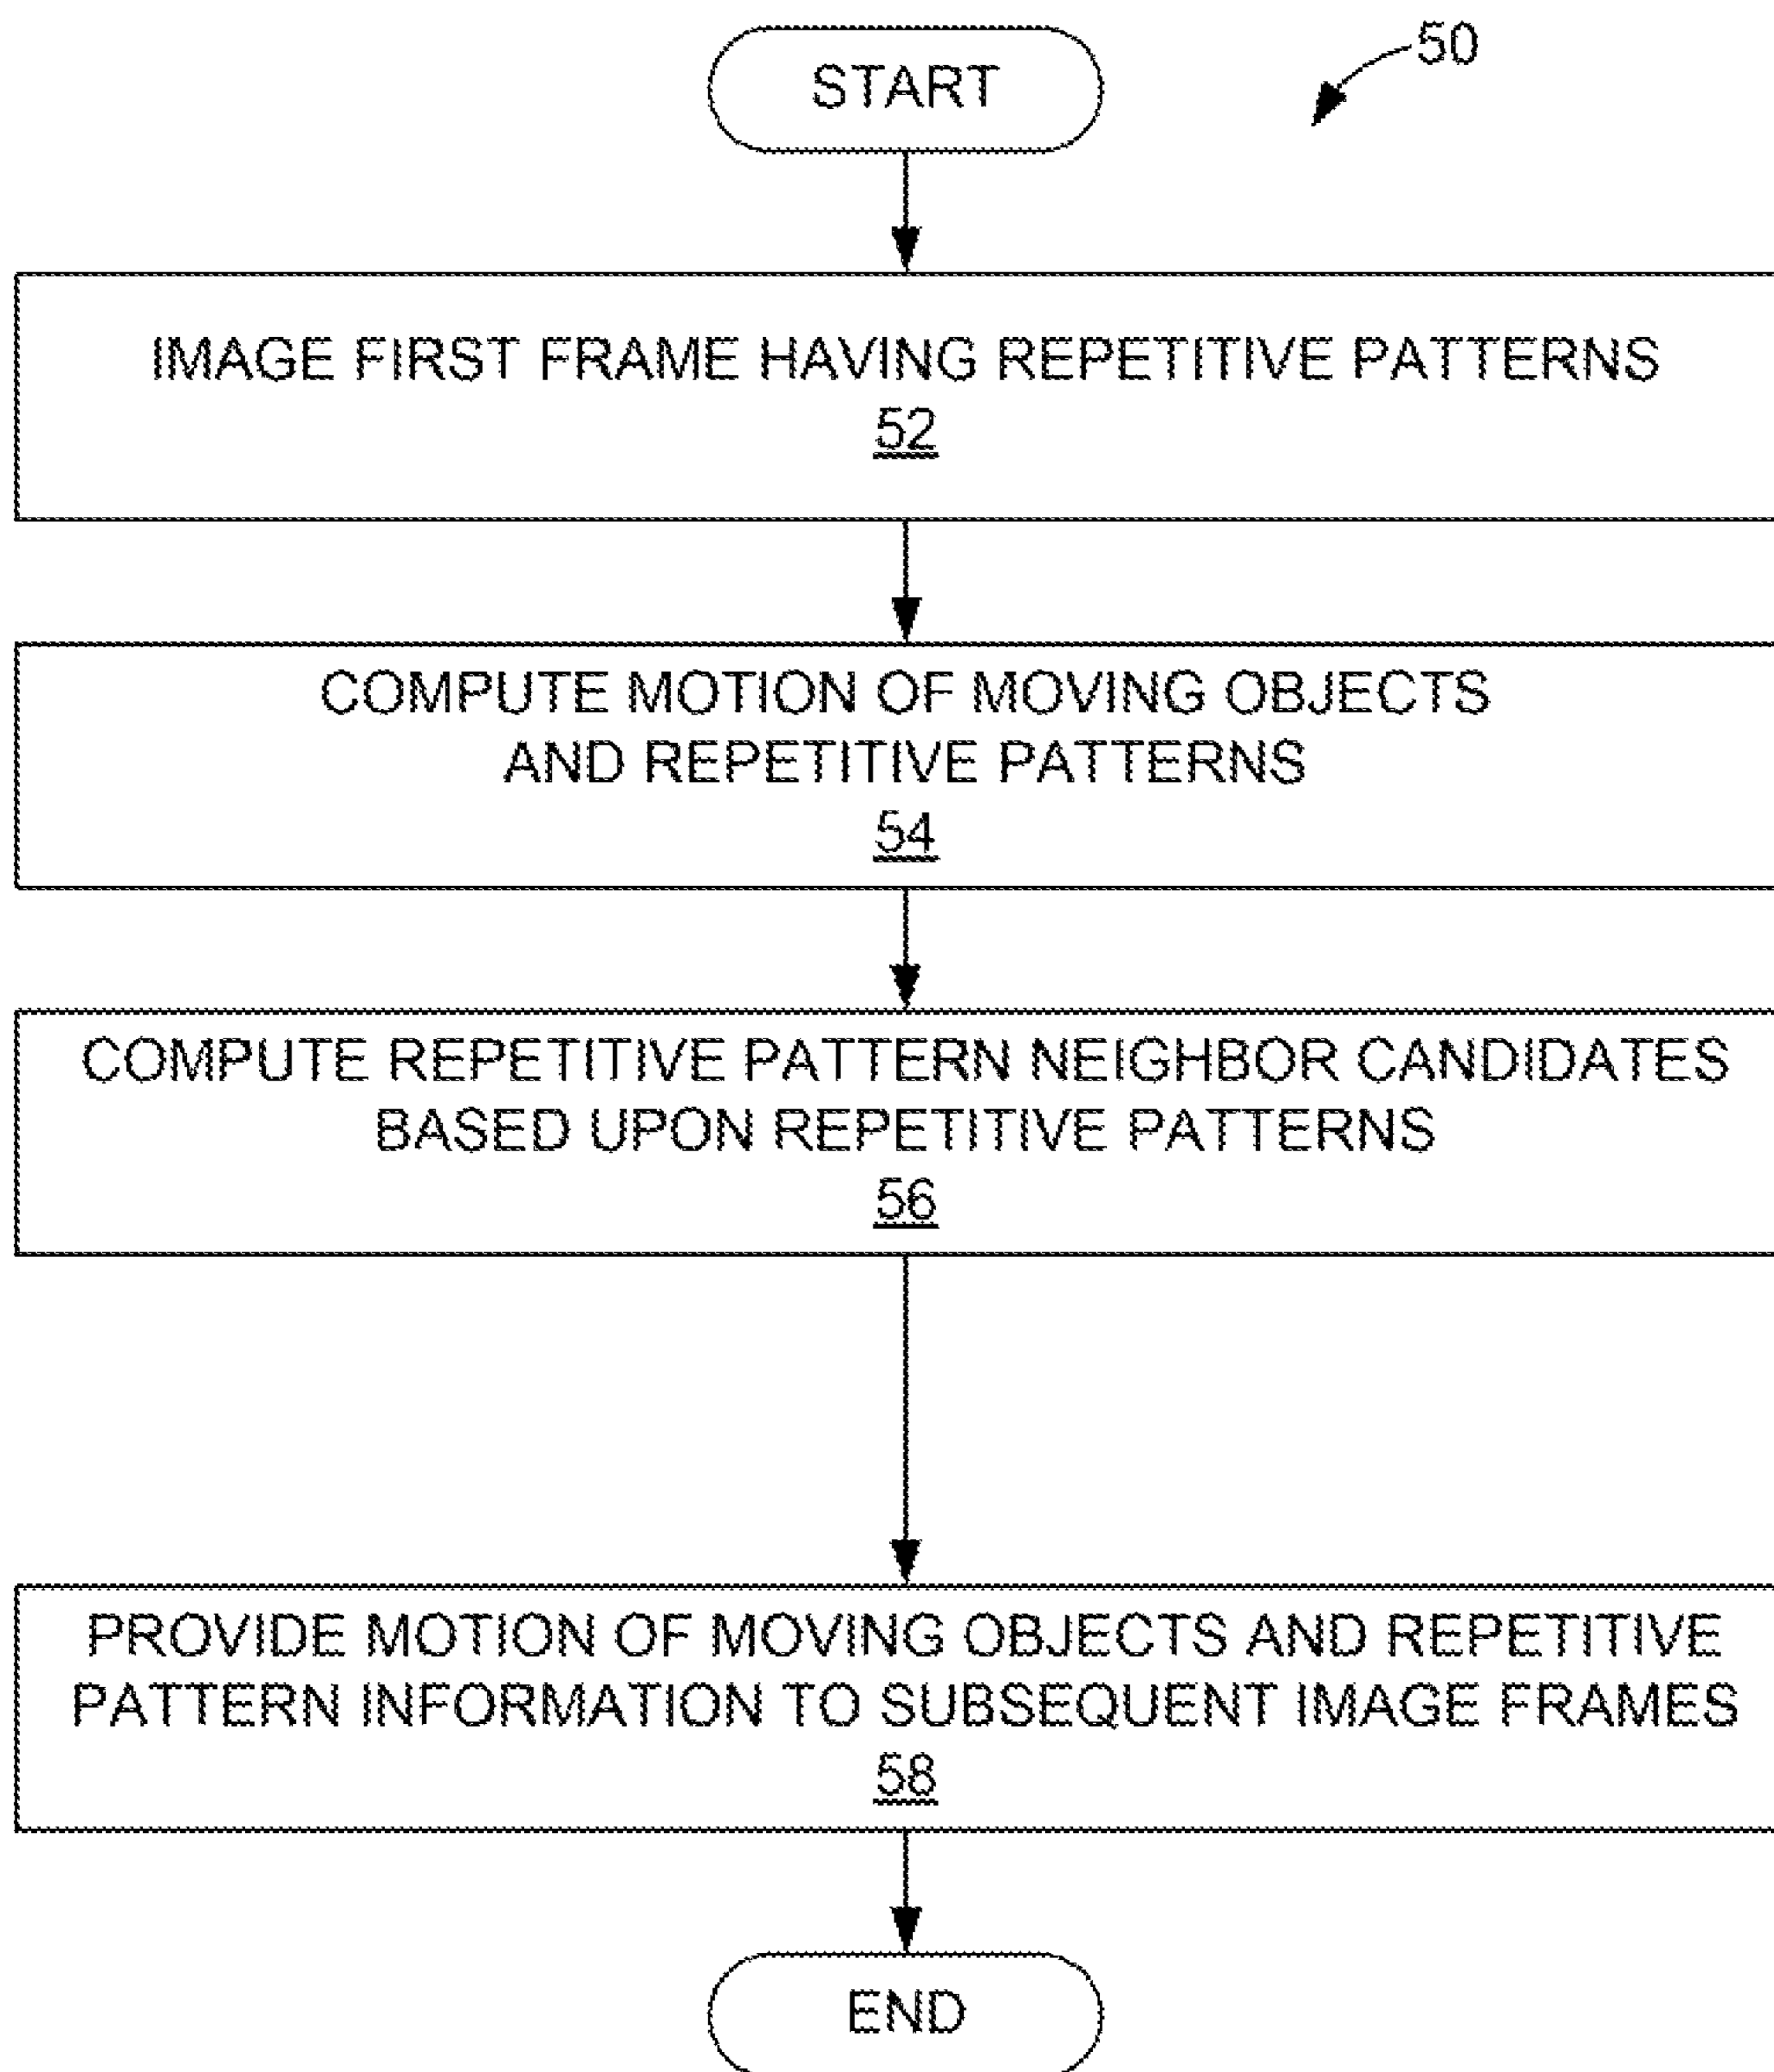 START
50
IMAGE FIRST FRAME HAVING REPETITIVE PATTERNS
52
COMPUTE MOTION OF MOVING OBJECTS
AND REPETITIVE PATTERNS
54
COMPUTE REPETITIVE PATTERN NEIGHBOR CANDIDATES
BASED UPON REPETITIVE PATTERNS
56
PROVIDE MOTION OF MOVING OBJECTS AND REPETITIVE
PATTERN INFORMATION TO SUBSEQUENT IMAGE FRAMES
58
END